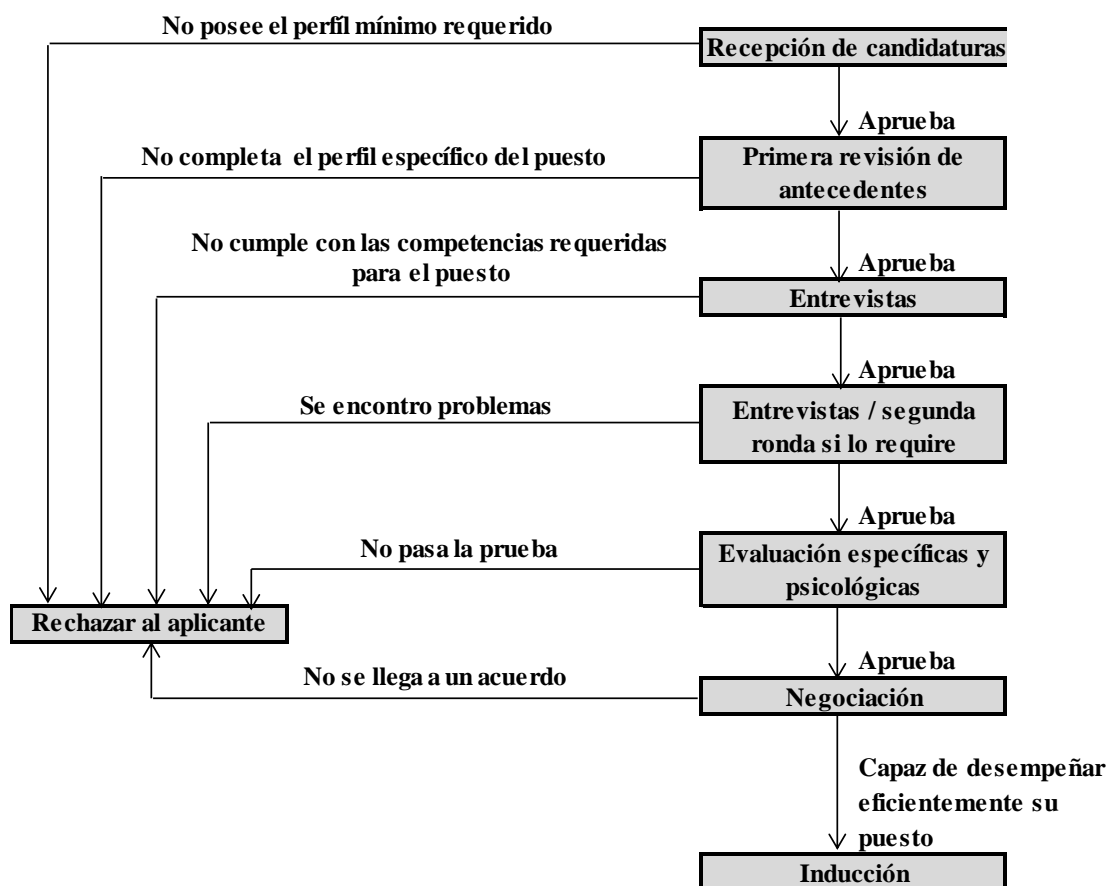 No posee el perfíl mínimo requerido
Recepción de candidaturas
Aprueba
No completa el perfil específico del puesto
Primera revisión de
antecedentes
No cumple con las competencias requeridas
para el puesto
Aprueba
Entrevistas
Aprueba
Se encontro problemas
Entrevistas / segunda
ronda si lo require
Aprueba
No pasa la prueba
Evaluación específicas y
psicológicas
Rechazar al aplicante
Aprueba
No se llega a un acuerdo
Negociación
Capaz de desempeñar
eficientemente su
puesto
Inducción